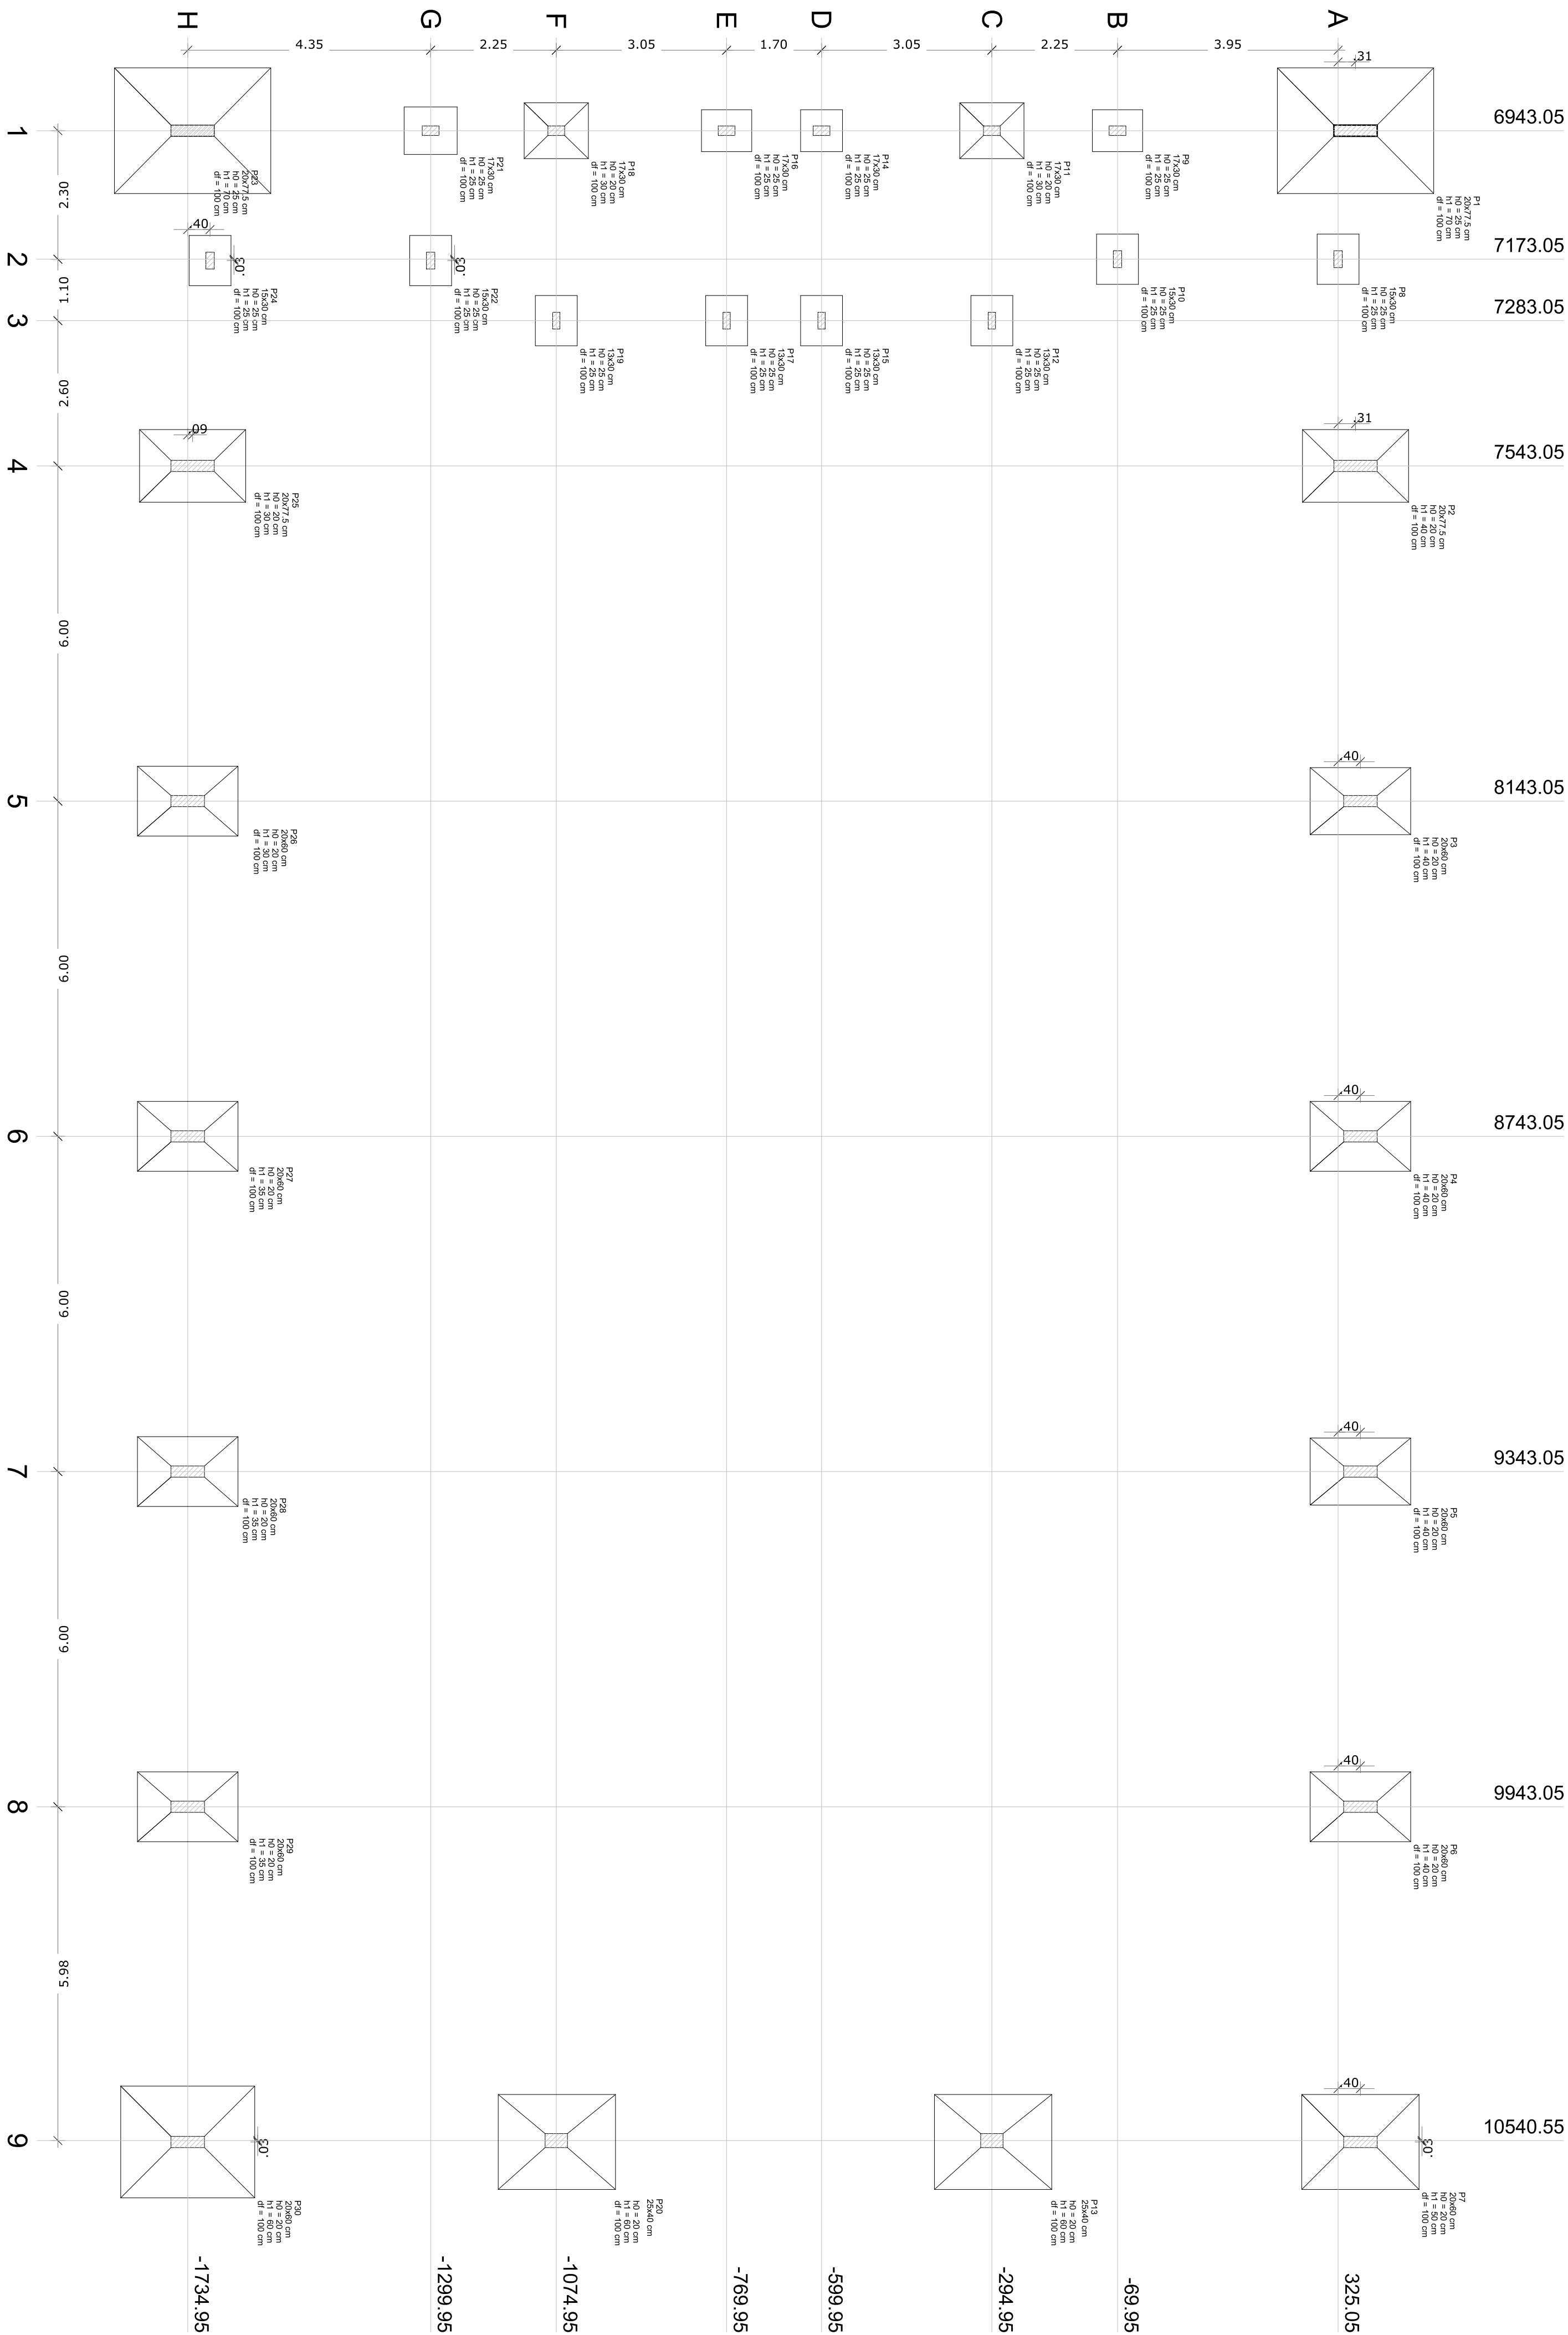 H
G
F
E
D
C
B
A
4.35
2.25
3.05
1.70
3.05
2.25
3.95
.31
1
6943.05
P23
20x77.5 cm
h0 = 25 cm
h1 = 70 cm
df = 100 cm
P21
17x30 cm
h0 = 25 cm
h1 = 25 cm
df = 100 cm
P18
17x30 cm
h0 = 20 cm
h1 = 30 cm
df = 100 cm
P16
17x30 cm
h0 = 25 cm
h1 = 25 cm
df = 100 cm
P14
17x30 cm
h0 = 25 cm
h1 = 25 cm
df = 100 cm
P11
17x30 cm
h0 = 20 cm
h1 = 30 cm
df = 100 cm
P9
17x30 cm
h0 = 25 cm
h1 = 25 cm
df = 100 cm
P1
20x77.5 cm
h0 = 25 cm
h1 = 70 cm
df = 100 cm
2.30
.40
.03
.03
2
7173.05
P24
15x30 cm
h0 = 25 cm
h1 = 25 cm
df = 100 cm
P22
15x30 cm
h0 = 25 cm
h1 = 25 cm
df = 100 cm
P10
15x30 cm
h0 = 25 cm
h1 = 25 cm
df = 100 cm
P8
15x30 cm
h0 = 25 cm
h1 = 25 cm
df = 100 cm
1.10
3
7283.05
P19
13x30 cm
h0 = 25 cm
h1 = 25 cm
df = 100 cm
P17
13x30 cm
h0 = 25 cm
h1 = 25 cm
df = 100 cm
P15
13x30 cm
h0 = 25 cm
h1 = 25 cm
df = 100 cm
P12
13x30 cm
h0 = 25 cm
h1 = 25 cm
df = 100 cm
2.60
.09
.31
4
7543.05
P25
20x77.5 cm
h0 = 20 cm
h1 = 30 cm
df = 100 cm
P2
20x77.5 cm
h0 = 20 cm
h1 = 40 cm
df = 100 cm
6.00
.40
5
8143.05
P26
20x60 cm
h0 = 20 cm
h1 = 30 cm
df = 100 cm
P3
20x60 cm
h0 = 20 cm
h1 = 40 cm
df = 100 cm
6.00
.40
6
8743.05
P27
20x60 cm
h0 = 20 cm
h1 = 35 cm
df = 100 cm
P4
20x60 cm
h0 = 20 cm
h1 = 40 cm
df = 100 cm
6.00
.40
7
9343.05
P28
20x60 cm
h0 = 20 cm
h1 = 35 cm
df = 100 cm
P5
20x60 cm
h0 = 20 cm
h1 = 40 cm
df = 100 cm
6.00
.40
8
9943.05
P29
20x60 cm
h0 = 20 cm
h1 = 35 cm
df = 100 cm
P6
20x60 cm
h0 = 20 cm
h1 = 40 cm
df = 100 cm
5.98
.40
.03
.03
9
10540.55
P30
20x60 cm
h0 = 20 cm
h1 = 60 cm
df = 100 cm
P20
25x40 cm
h0 = 20 cm
h1 = 60 cm
df = 100 cm
P13
25x40 cm
h0 = 20 cm
h1 = 60 cm
df = 100 cm
P7
20x60 cm
h0 = 20 cm
h1 = 50 cm
df = 100 cm
-1734.95
-1299.95
-1074.95
-769.95
-599.95
-294.95
-69.95
325.05